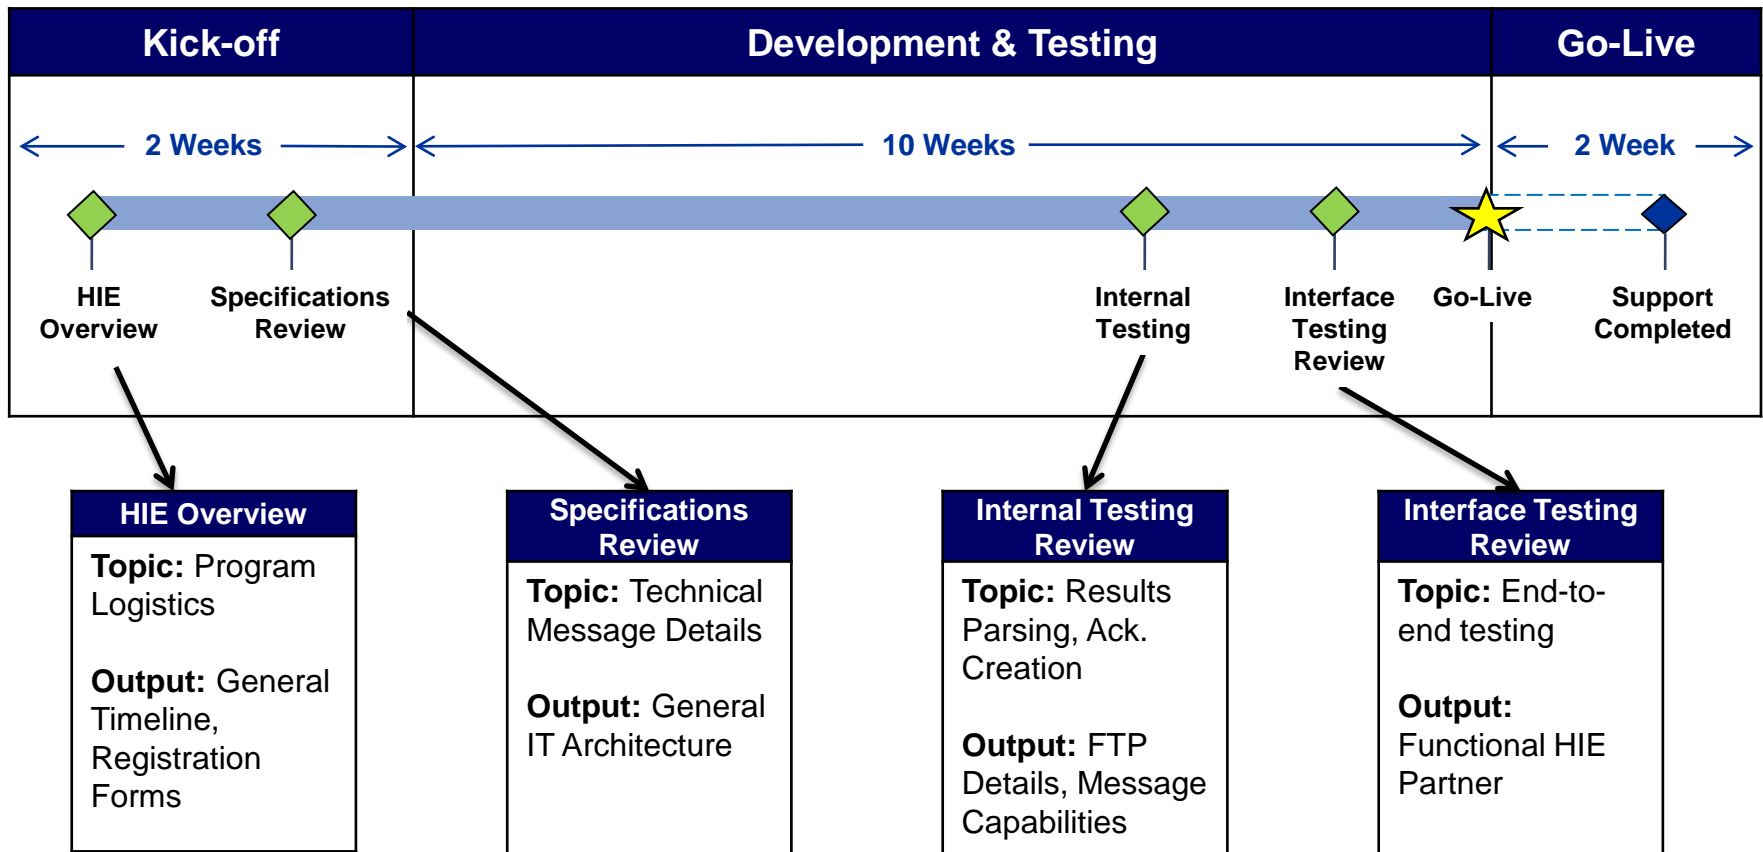 Kick-off
Development & Testing
Go-Live
2 Weeks
10 Weeks
2 Week
HIE
Overview
Specifications
Review
Internal
Testing
Interface
Testing
Review
Go-Live
Support
Completed
HIE Overview
Topic: Program
Logistics
Output: General
Timeline,
Registration
Forms
Specifications
Review
Topic: Technical
Message Details
Output: General
IT Architecture
Internal Testing
Review
Topic: Results
Parsing, Ack.
Creation
Output: FTP
Details, Message
Capabilities
Interface Testing
Review
Topic: End-to-
end testing
Output:
Functional HIE
Partner